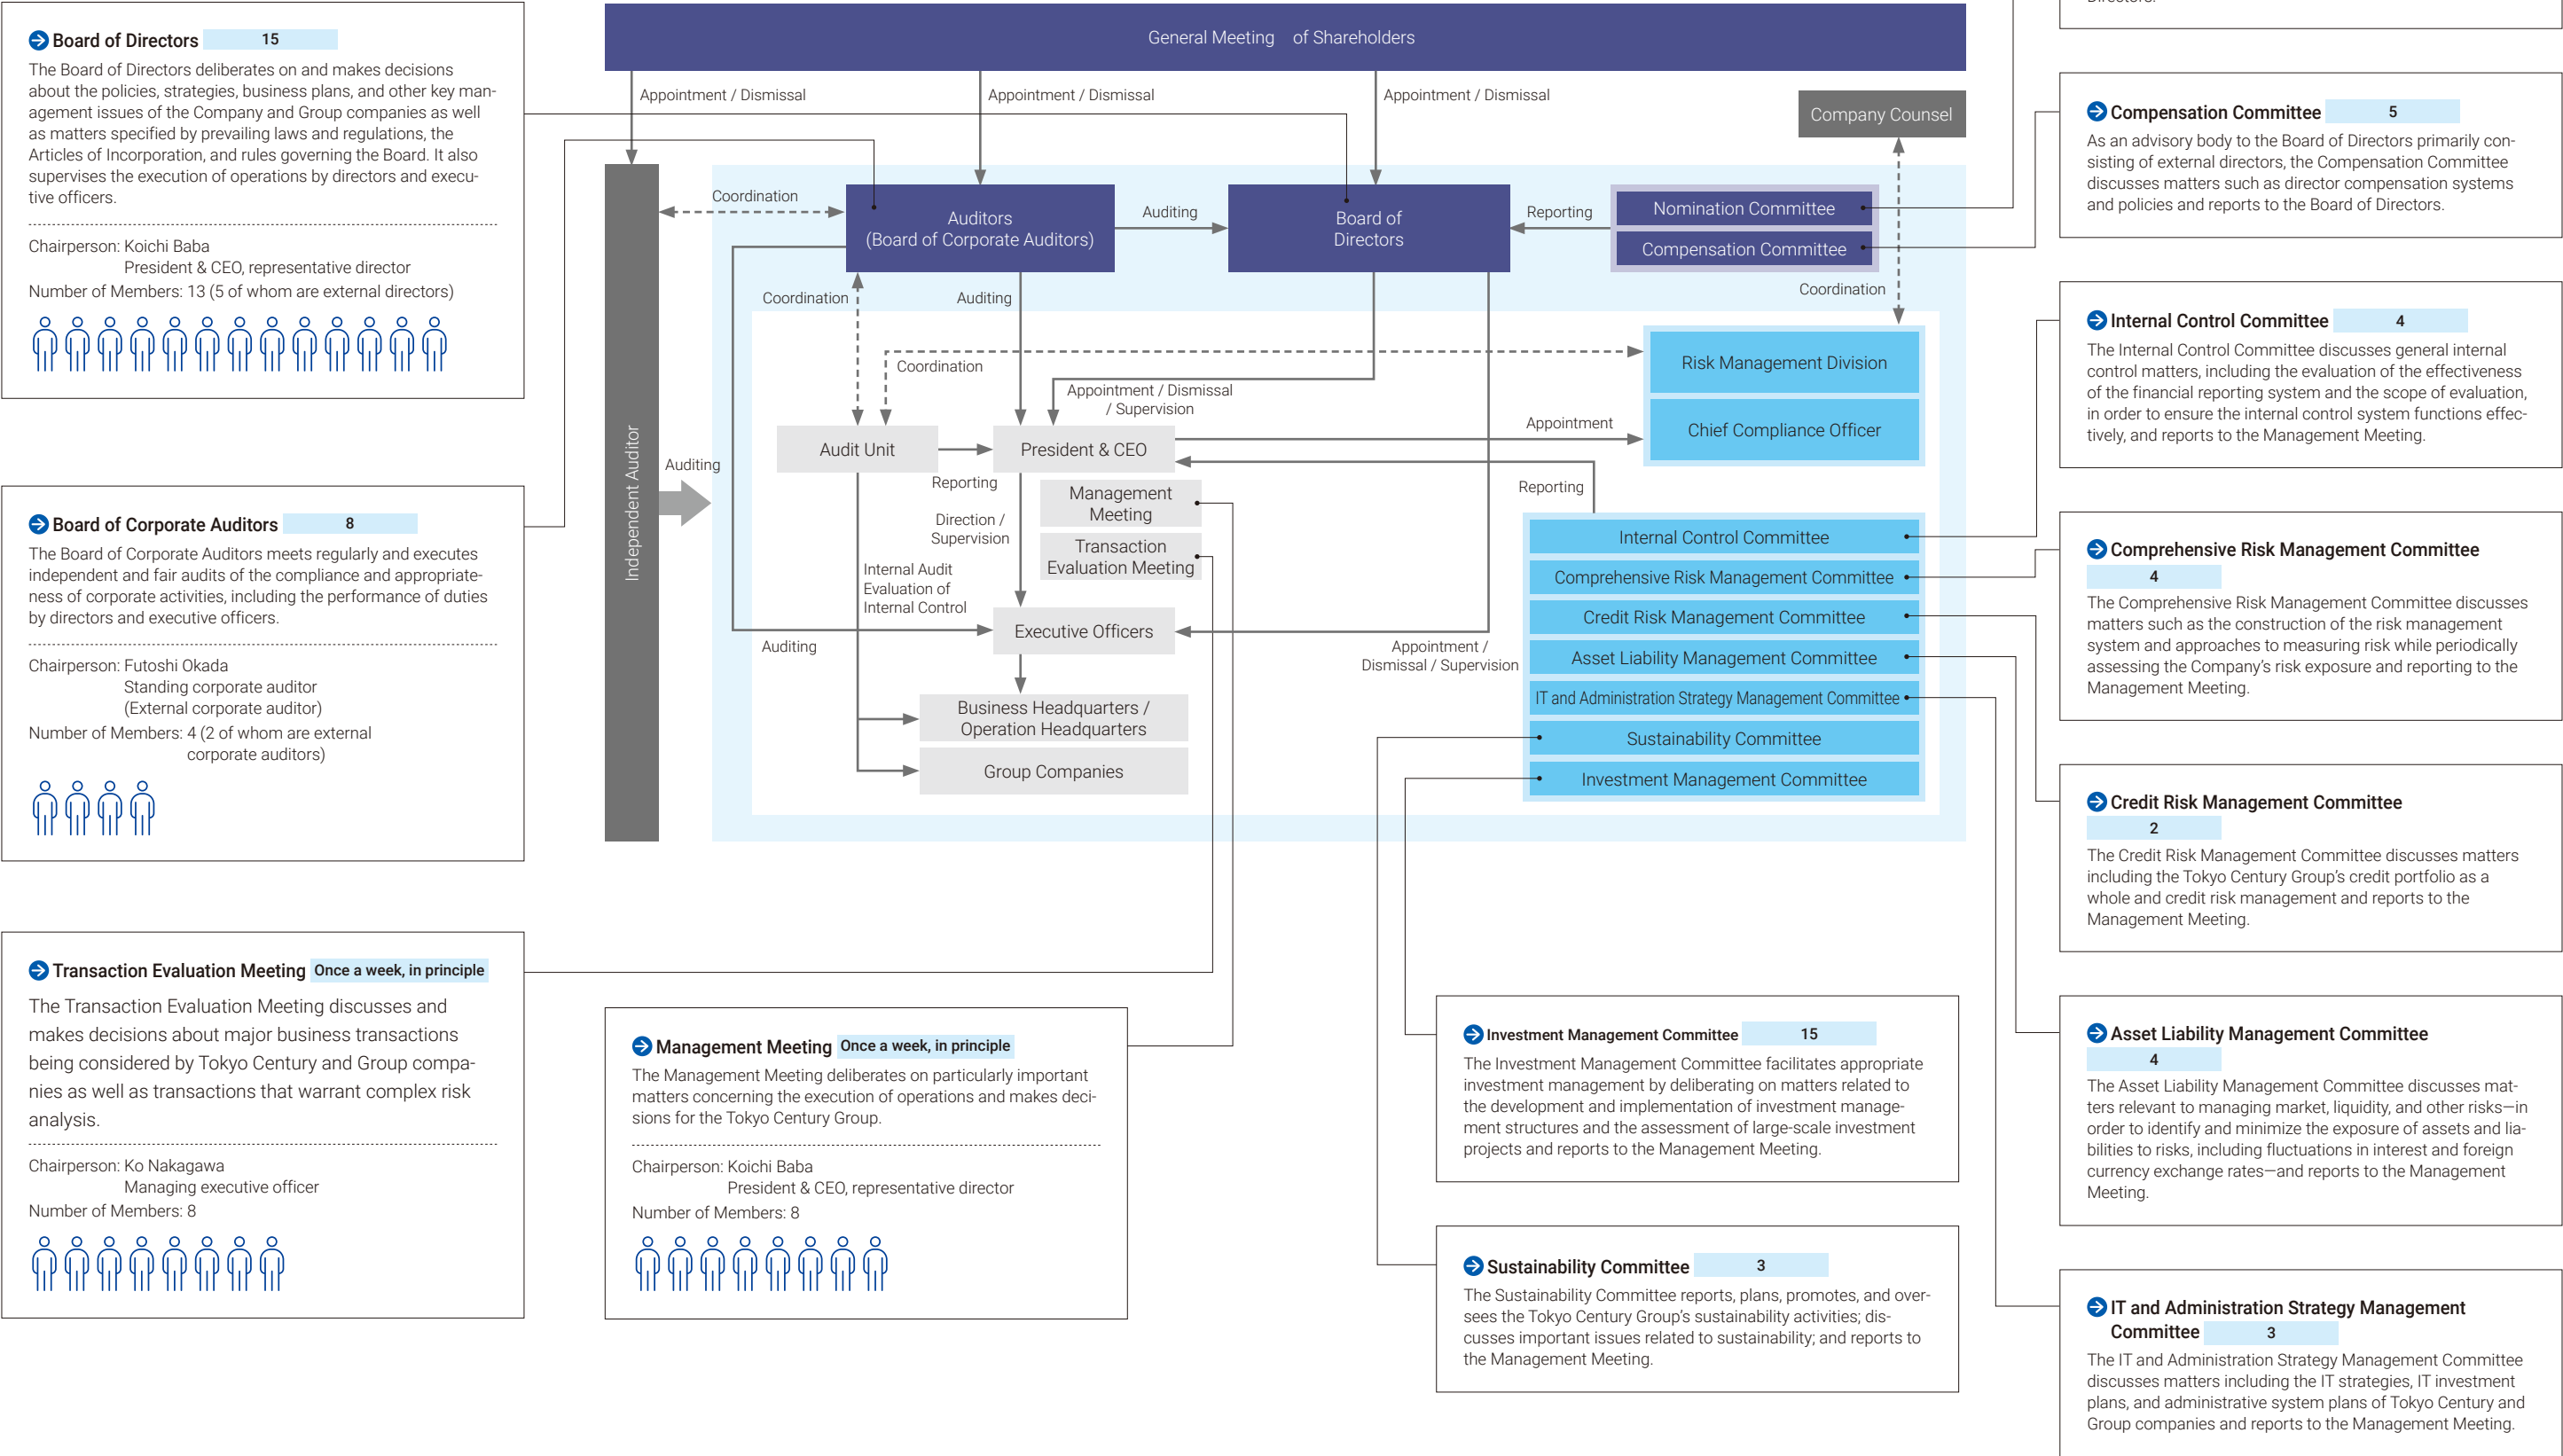 Board of Directors 15
The Board of Directors deliberates on and makes decisions
about the policies, strategies, business plans, and other key man-
agement issues of the Company and Group companies as well
as matters specified by prevailing laws and regulations, the
Articles of Incorporation, and rules governing the Board. It also
supervises the execution of operations by directors and execu-
tive officers.
Chairperson: Koichi Baba
President & CEO, representative director
Number of Members: 13 (5 of whom are external directors)
Board of Corporate Auditors 8
The Board of Corporate Auditors meets regularly and executes
independent and fair audits of the compliance and appropriate-
ness of corporate activities, including the performance of duties
by directors and executive officers.
Chairperson: Futoshi Okada
Standing corporate auditor
(External corporate auditor)
Number of Members: 4 (2 of whom are external
corporate auditors)
Transaction Evaluation Meeting Once a week, in principle
The Transaction Evaluation Meeting discusses and
makes decisions about major business transactions
being considered by Tokyo Century and Group compa-
nies as well as transactions that warrant complex risk
analysis.
Chairperson: Ko Nakagawa
Managing executive officer
Number of Members: 8
General Meeting of Shareholders
Appointment / Dismissal
Appointment / Dismissal
Appointment / Dismissal
Company Counsel
Independent Auditor
Coordination
Auditors
(Board of Corporate Auditors)
Auditing
Board of
Directors
Reporting
Nomination Committee
Compensation Committee
Coordination
Auditing
Coordination
Coordination
Appointment / Dismissal
/ Supervision
Risk Management Division
Chief Compliance Officer
Appointment
Audit Unit
President & CEO
Auditing
Reporting
Reporting
Management
Meeting
Direction /
Supervision
Transaction
Evaluation Meeting
Internal Audit
Evaluation of
Internal Control
Executive Officers
Auditing
Appointment /
Dismissal / Supervision
Business Headquarters /
Operation Headquarters
Group Companies
Internal Control Committee
Comprehensive Risk Management Committee
Credit Risk Management Committee
Asset Liability Management Committee
IT and Administration Strategy Management Committee
Sustainability Committee
Investment Management Committee
Management Meeting Once a week, in principle
The Management Meeting deliberates on particularly important
matters concerning the execution of operations and makes deci-
sions for the Tokyo Century Group.
Chairperson: Koichi Baba
President & CEO, representative director
Number of Members: 8
Investment Management Committee 15
The Investment Management Committee facilitates appropriate
investment management by deliberating on matters related to
the development and implementation of investment manage-
ment structures and the assessment of large-scale investment
projects and reports to the Management Meeting.
Sustainability Committee 3
The Sustainability Committee reports, plans, promotes, and over-
sees the Tokyo Century Group's sustainability activities; dis-
cusses important issues related to sustainability; and reports to
the Management Meeting.
Compensation Committee 5
As an advisory body to the Board of Directors primarily con-
sisting of external directors, the Compensation Committee
discusses matters such as director compensation systems
and policies and reports to the Board of Directors.
Internal Control Committee 4
The Internal Control Committee discusses general internal
control matters, including the evaluation of the effectiveness
of the financial reporting system and the scope of evaluation,
in order to ensure the internal control system functions effec-
tively, and reports to the Management Meeting.
Comprehensive Risk Management Committee
4
The Comprehensive Risk Management Committee discusses
matters such as the construction of the risk management
system and approaches to measuring risk while periodically
assessing the Company's risk exposure and reporting to the
Management Meeting.
Credit Risk Management Committee
2
The Credit Risk Management Committee discusses matters
including the Tokyo Century Group's credit portfolio as a
whole and credit risk management and reports to the
Management Meeting.
Asset Liability Management Committee
4
The Asset Liability Management Committee discusses mat-
ters relevant to managing market, liquidity, and other risks—in
order to identify and minimize the exposure of assets and lia-
bilities to risks, including fluctuations in interest and foreign
currency exchange rates—and reports to the Management
Meeting.
IT and Administration Strategy Management
Committee 3
The IT and Administration Strategy Management Committee
discusses matters including the IT strategies, IT investment
plans, and administrative system plans of Tokyo Century and
Group companies and reports to the Management Meeting.